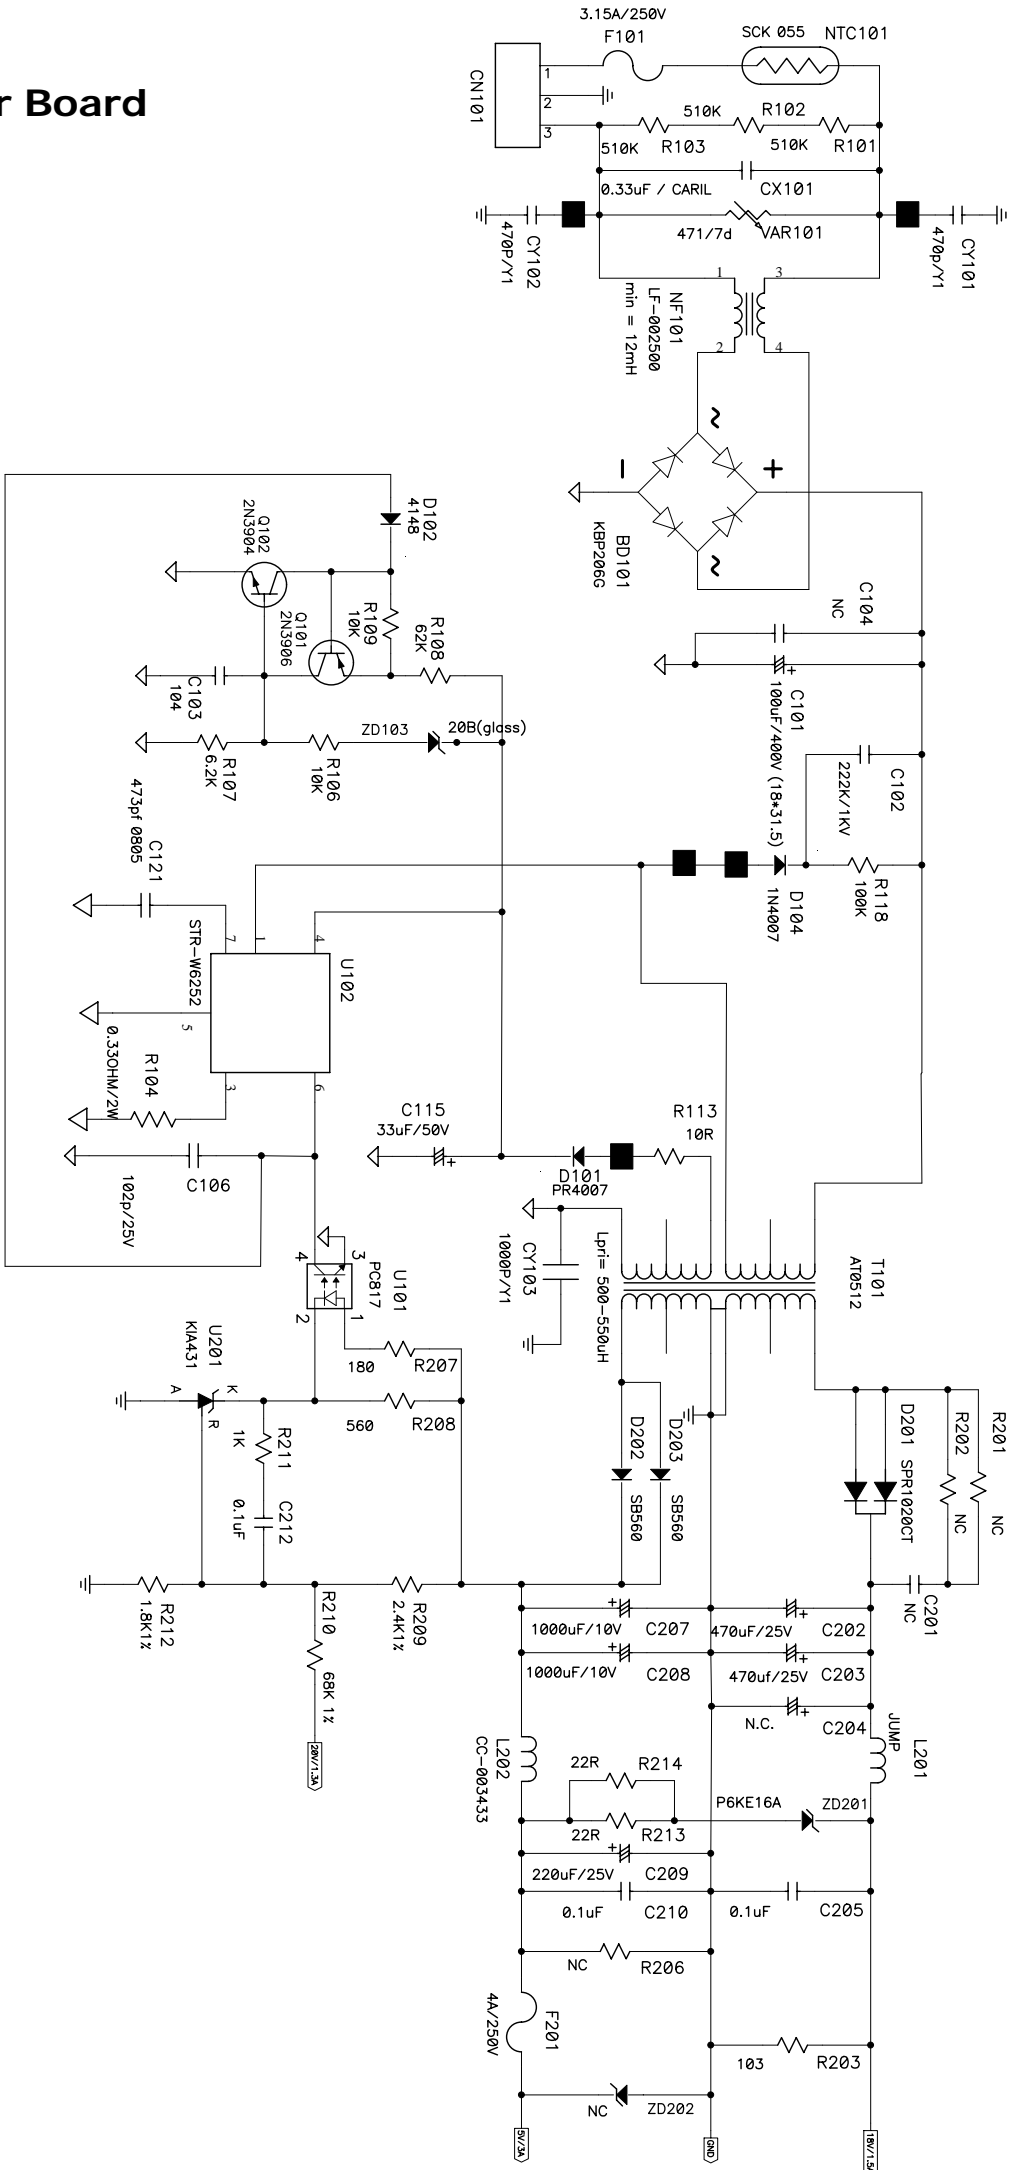 r Board
3.15A/250V
F101
SCK 055
NTC101
CN101
1
2
3
510K
R102
510K
R103
510K
R101
0.33uF / CARIL
CX101
471/7d
VAR101
CY102
470P/Y1
CY101
470p/Y1
1
3
NF101
LF-002500
min = 12mH
2
4
~
+
−
~
BD101
KBP206G
D102
4148
Q102
2N3904
Q101
2N3906
R109
10K
R108
62K
C103
104
ZD103
20B(glass)
R107
6.2K
R106
10K
C104
NC
C101
100uF/400V (18*31.5)
C102
222K/1KV
R118
100K
D104
1N4007
C121
473pf 0805
7
1
4
STR-W6252
U102
5
3
6
R104
0.33OHM/2W
C106
102p/25V
C115
33uF/50V
R113
10R
D101
PR4007
CY103
1000P/Y1
Lpri= 500-550uH
T101
AT0512
4
3
PC817
U101
2
1
U201
KIA431
A
K
R
180
R207
560
R208
R211
1K
C212
0.1uF
D202
SB560
D203
SB560
D201 SPR1020CT
R202
NC
R201
NC
C201
NC
R212
1.8K1%
R210
68K 1%
R209
2.4K1%
20V/1.3A
1000uF/10V
C207
470uF/25V
C202
1000uF/10V
C208
470uf/25V
C203
N.C.
C204
JUMP
L201
L202
CC-003433
22R
R214
22R
R213
P6KE16A
ZD201
220uF/25V
C209
0.1uF
C210
0.1uF
C205
NC
R206
F201
4A/250V
103
R203
NC
ZD202
5V/3A
GND